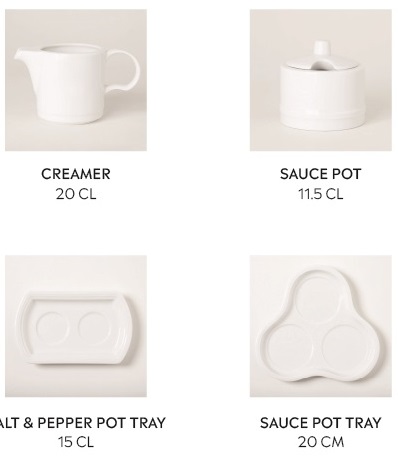 CREAMER
20 CL
SAUCE POT
11.5 CL
ALT & PEPPER POT TRAY
15 CL
SAUCE POT TRAY
20 CM